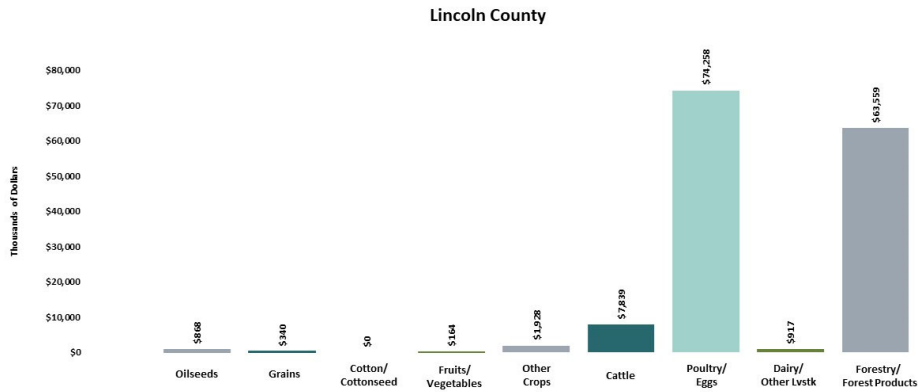 Lincoln County
Thousands of Dollars
$80,000
$70,000
$60,000
$50,000
$40,000
$30,000
$20,000
$10,000
$0
$868
$340
$0
$164
$1,928
$7,839
$74,258
$917
$63,559
Oilseeds
Grains
Cotton/
Cottonseed
Fruits/
Vegetables
Other
Crops
Cattle
Poultry/
Eggs
Dairy/
Other Lvstk
Forestry/
Forest Products